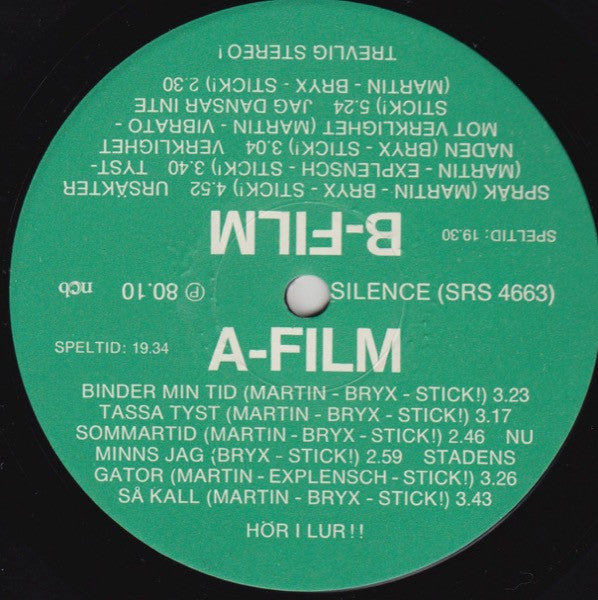 SILENCE (SRS 4663)
A-FILM
SPELTID: 19.34
BINDER MIN TID (MARTIN - BRYX - STICK!) 3.23
TASSA TYST (MARTIN - BRYX - STICK!) 3.17
SOMMARTID (MARTIN - BRYX - STICK!) 2.46 NU
MINNS JAG (BRYX - STICK!) 2.59 STADENS
GATOR (MARTIN - EXPLENSCH - STICK!) 3.26
SÅ KALL (MARTIN - BRYX - STICK!) 3.43
HÖR I LUR!!
℗ 80.10 ncb
B-FILM
SPELTID: 19.30
SPRÅK (MARTIN - BRYX - STICK!) 4.52 URSÄKTER
(MARTIN - EXPLENSCH - STICK!) 3.40 TYST-
NADEN (BRYX - STICK!) 3.04 VERKLIGHET
MOT VERKLIGHET (MARTIN - VIBRATO -
STICK!) 5.24 JAG DANSAR INTE
(MARTIN - BRYX - STICK!) 2.30
TREVLIG STEREO!